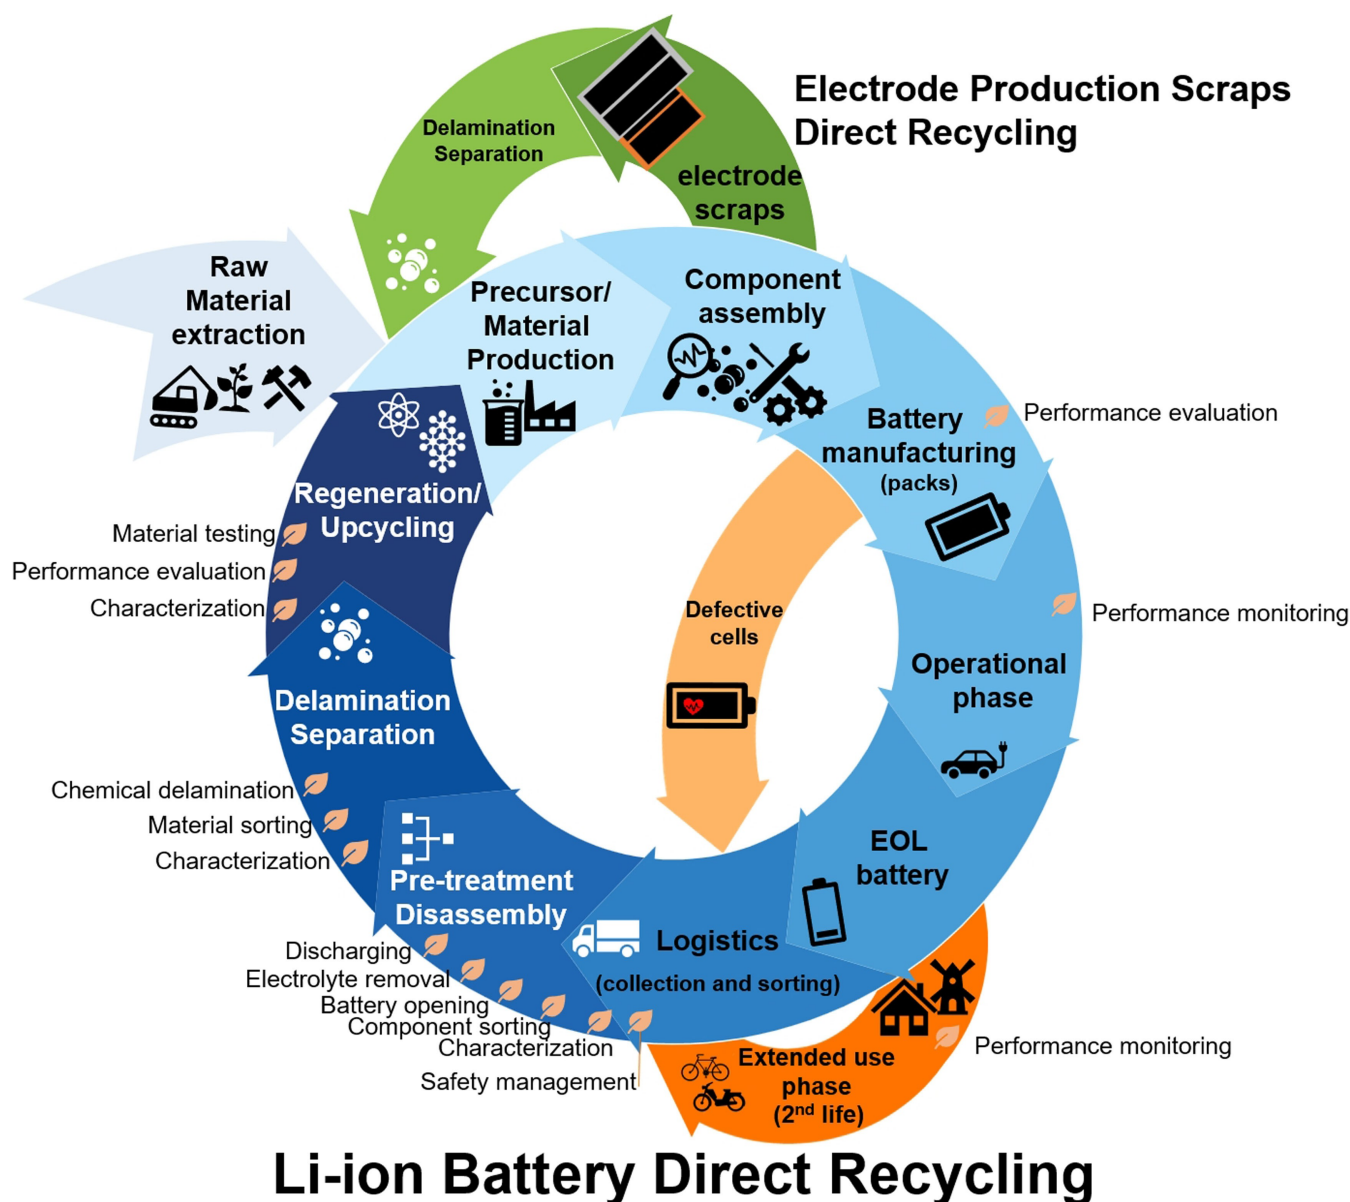 Electrode Production Scraps
Direct Recycling
Delamination
Separation
electrode
scraps
Raw
Material
extraction
Precursor/
Material
Production
Component
assembly
Battery
manufacturing
(packs)
Performance evaluation
Regeneration/
Upcycling
Material testing
Performance evaluation
Characterization
Defective
cells
Performance monitoring
Operational
phase
Delamination
Separation
Chemical delamination
Material sorting
Characterization
EOL
battery
Pre-treatment
Disassembly
Logistics
(collection and sorting)
Discharging
Electrolyte removal
Battery opening
Component sorting
Characterization
Safety management
Performance monitoring
Extended use
phase
(2nd life)
Li-ion Battery Direct Recycling